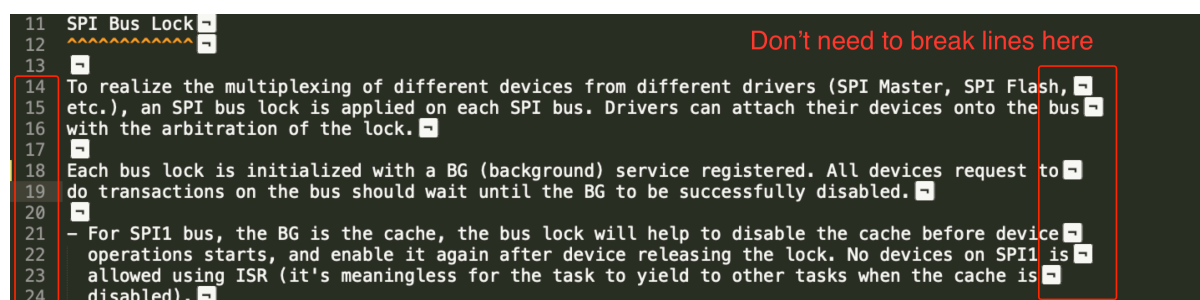 11 SPI Bus Lock¬
12 ^^^^^^^^^^^^¬
Don't need to break lines here
13 ¬
14 To realize the multiplexing of different devices from different drivers (SPI Master, SPI Flash,¬
15 etc.), an SPI bus lock is applied on each SPI bus. Drivers can attach their devices onto the bus¬
16 with the arbitration of the lock.¬
17 ¬
18 Each bus lock is initialized with a BG (background) service registered. All devices request to¬
19 do transactions on the bus should wait until the BG to be successfully disabled.¬
20 ¬
21 - For SPI1 bus, the BG is the cache, the bus lock will help to disable the cache before device¬
22 operations starts, and enable it again after device releasing the lock. No devices on SPI1 is¬
23 allowed using ISR (it's meaningless for the task to yield to other tasks when the cache is¬
24 disabled).¬